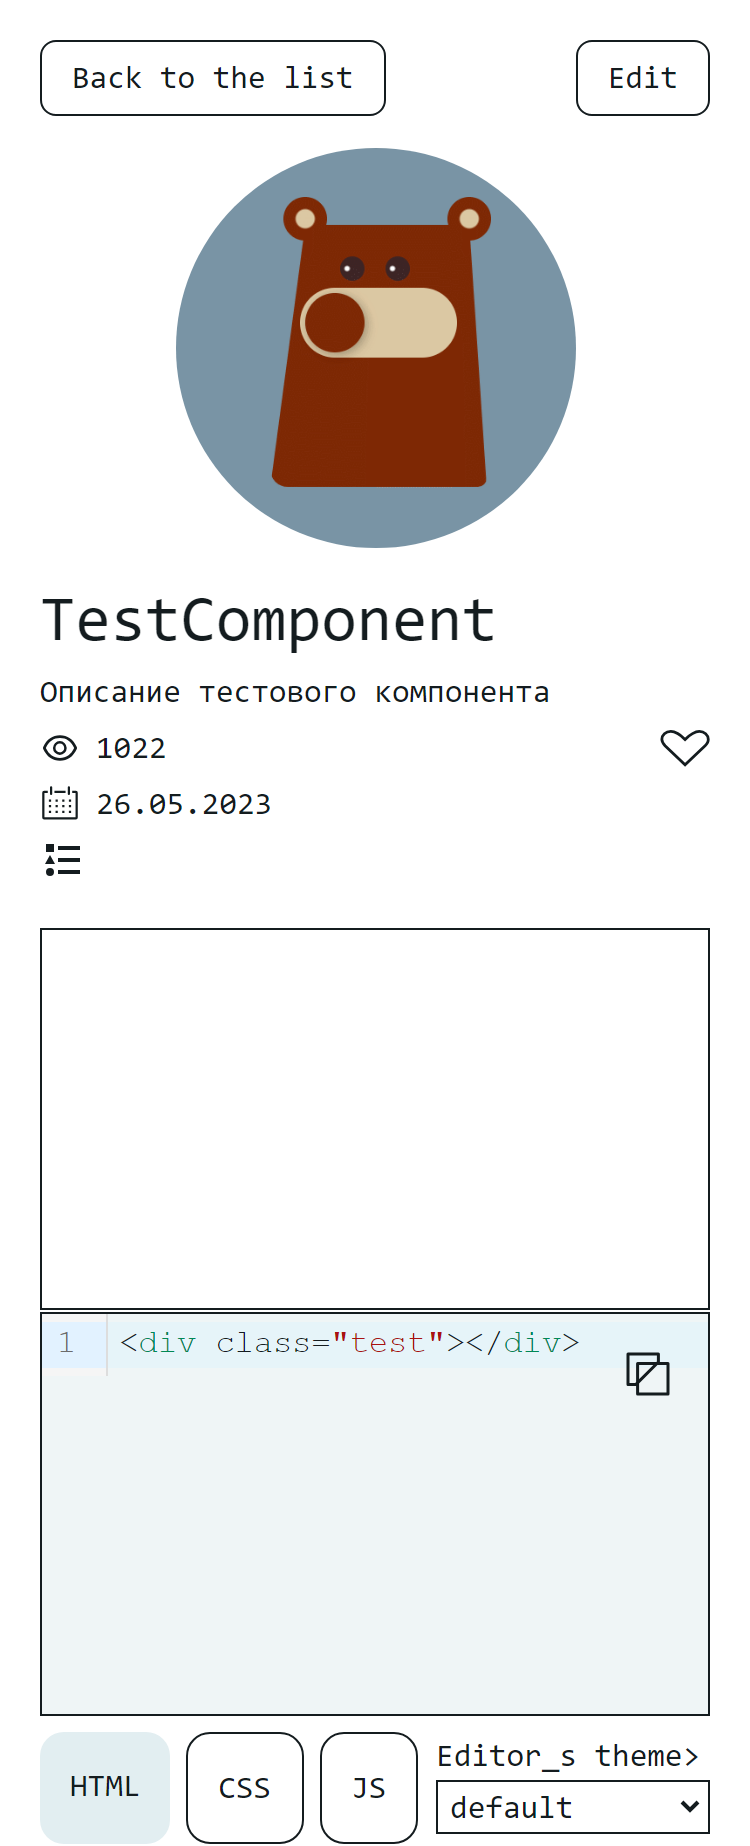 Back to the list
Edit
TestComponent
Описание тестового компонента
1022
26.05.2023
1 <div class="test"></div>
HTML
CSS
JS
Editor_s theme>
default